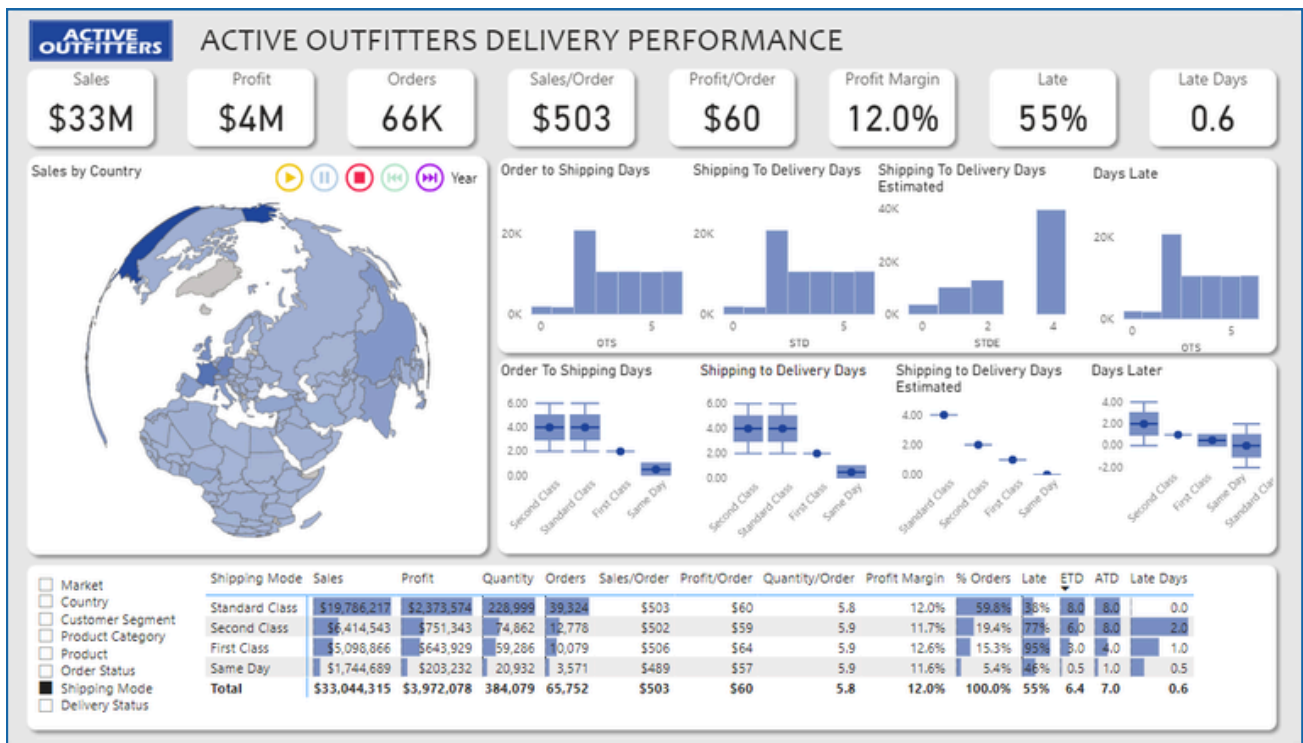 ACTIVE
OUTFITTERS
ACTIVE OUTFITTERS DELIVERY PERFORMANCE
Sales Profit Orders Sales/Order Profit/Order Profit Margin Late Late Days
$33M $4M 66K $503 $60 12.0% 55% 0.6
Sales by Country
Year
Order to Shipping Days
20K
0K
0 5
OTS
Shipping To Delivery Days
20K
0K
0 5
STD
Shipping To Delivery Days
Estimated
40K
20K
0K
0 2 4
STDE
Days Late
20K
0K
0 5
OTS
Order To Shipping Days
6.00
4.00
2.00
0.00
Second Class Standard Class First Class Same Day
Shipping to Delivery Days
6.00
4.00
2.00
0.00
Second Class Standard Class First Class Same Day
Shipping to Delivery Days
Estimated
4.00
2.00
0.00
Standard Class Second Class First Class Same Day
Days Later
4.00
2.00
0.00
-2.00
Second Class First Class Same Day Standard Clas
Market
Country
Customer Segment
Product Category
Product
Order Status
Shipping Mode
Delivery Status
Shipping Mode Sales Profit Quantity Orders Sales/Order Profit/Order Quantity/Order Profit Margin % Orders Late ETD ATD Late Days
Standard Class $19,786,217 $2,373,574 228,999 39,324 $503 $60 5.8 12.0% 59.8% 38% 8.0 8.0 0.0
Second Class $6,414,543 $751,343 74,862 12,778 $502 $59 5.9 11.7% 19.4% 77% 6.0 8.0 2.0
First Class $5,098,866 $643,929 59,286 10,079 $506 $64 5.9 12.6% 15.3% 95% 3.0 4.0 1.0
Same Day $1,744,689 $203,232 20,932 3,571 $489 $57 5.9 11.6% 5.4% 46% 0.5 1.0 0.5
Total $33,044,315 $3,972,078 384,079 65,752 $503 $60 5.8 12.0% 100.0% 55% 6.4 7.0 0.6